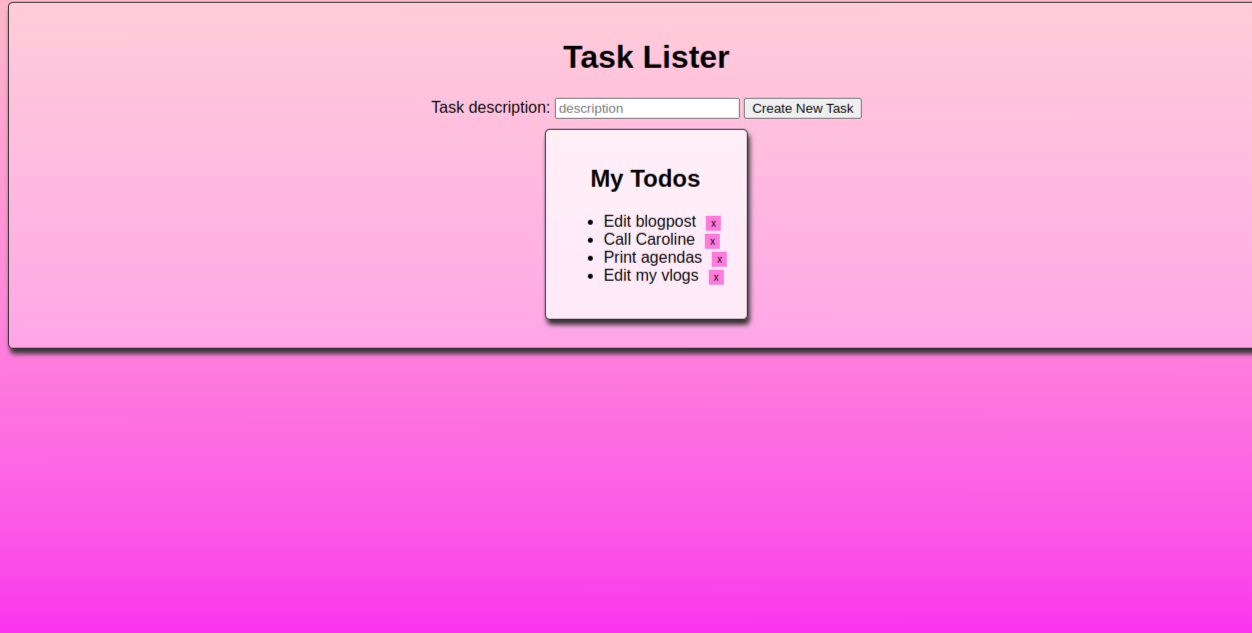 Task Lister
Task description: description Create New Task
My Todos
• Edit blogpost x
• Call Caroline x
• Print agendas x
• Edit my vlogs x